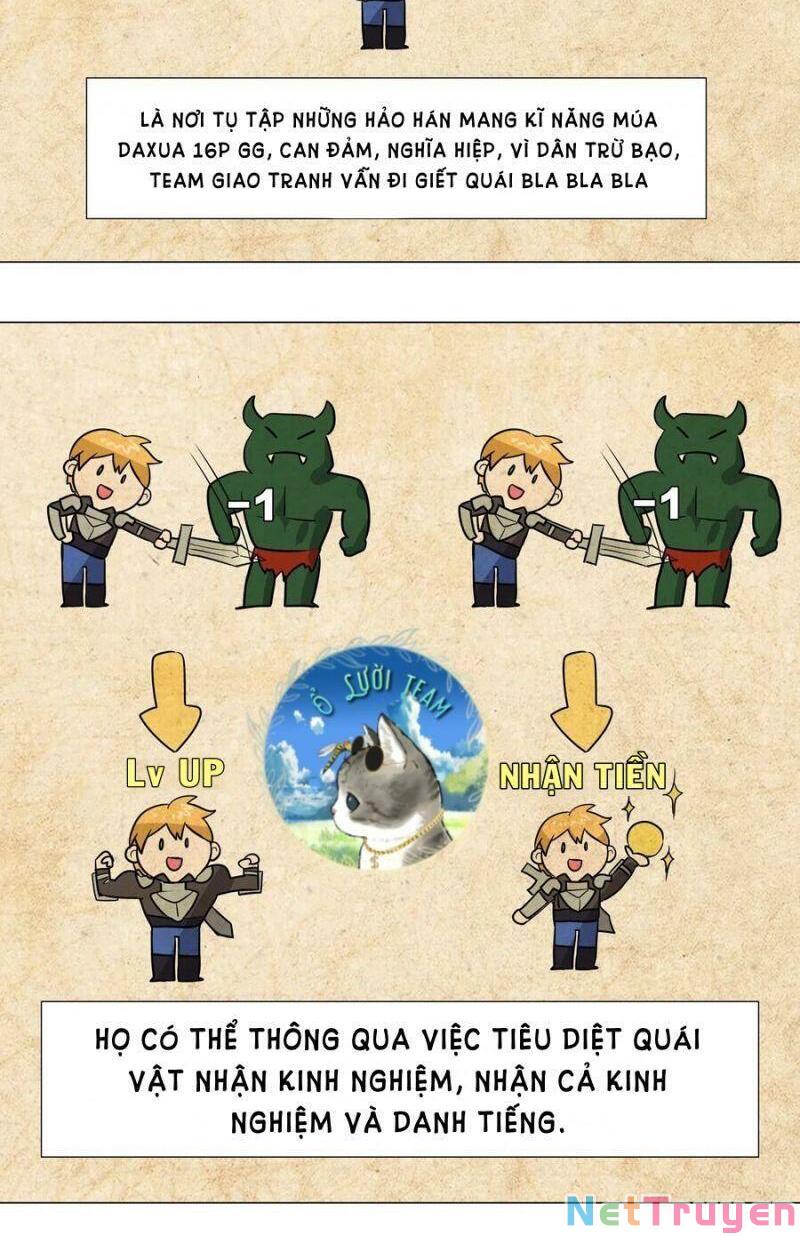 LÀ NƠI TỤ TẬP NHỮNG HẢO HÁN MANG KĨ NĂNG MÚA
DAXUA 16P GG, CAN ĐẢM, NGHĨA HIỆP, VÌ DÂN TRỪ BẠO,
TEAM GIAO TRANH VẪN ĐI GIẾT QUÁI BLA BLA BLA
-1
-1
Ổ LƯỜI TEAM
Lv UP
NHẬN TIỀN
HỌ CÓ THỂ THÔNG QUA VIỆC TIÊU DIỆT QUÁI
VẬT NHẬN KINH NGHIỆM, NHẬN CẢ KINH
NGHIỆM VÀ DANH TIẾNG.
NetTruyen